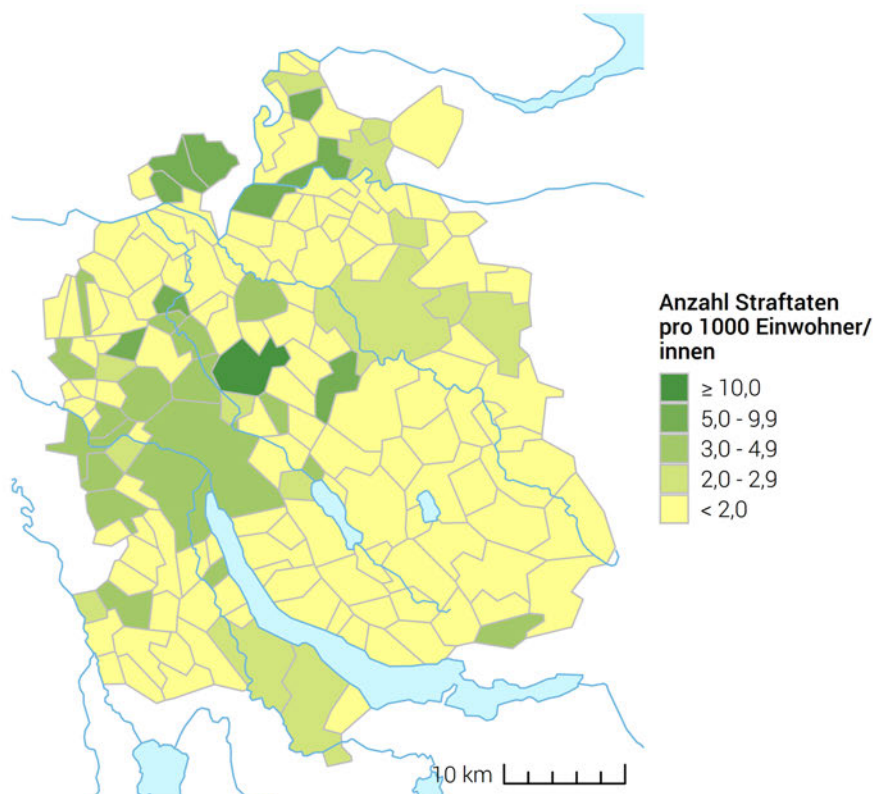 Anzahl Straftaten
pro 1000 Einwohner/
innen
≥ 10,0
5,0 - 9,9
3,0 - 4,9
2,0 - 2,9
< 2,0
10 km